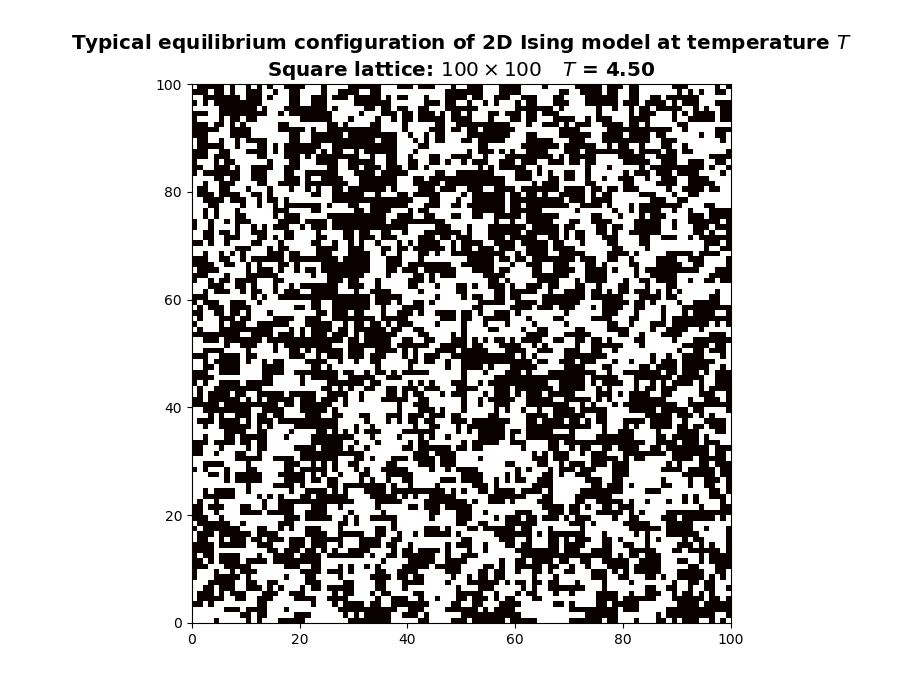 Typical equilibrium configuration of 2D Ising model at temperature T
Square lattice: 100 × 100 T = 4.50
100
80
60
40
20
0
0 20 40 60 80 100